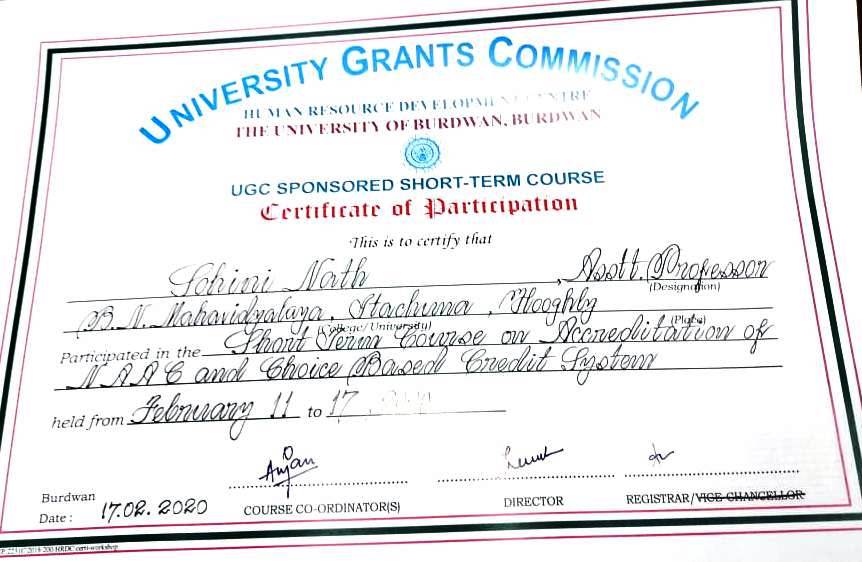 UNIVERSITY GRANTS COMMISSION
HUMAN RESOURCE DEVELOPMENT CENTRE
THE UNIVERSITY OF BURDWAN, BURDWAN
UGC SPONSORED SHORT-TERM COURSE
Certificate of Participation
This is to certify that
Sohini Nath, Asstt. Professor
(Designation)
B.N. Mahavidyalaya, Itachuna, Hooghly
(College/University) (Place)
Participated in the Short Term Course on Accreditation of
NAAC and Choice Based Credit System
held from February 11 to 17,
Anjan
Burdwan
Date : 17.02.2020
COURSE CO-ORDINATOR(S) DIRECTOR REGISTRAR/VICE-CHANCELLOR
HRDC certi-workshop